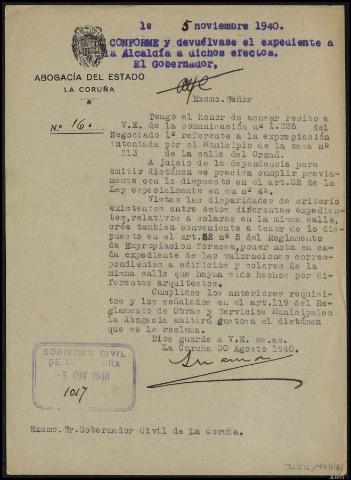 1º 5 noviembre 1940.
CONFORME y devuélvase el expediente a
la Alcaldía a dichos efectos.
El Gobernador,
ABOGACÍA DEL ESTADO
LA CORUÑA
Excmo. Señor
Nº 16.
Tengo el honor de acusar recibo a
V.E. de la comunicación nº 1.226 del
Negociado 1º referente a la expropiación
intentada por el Municipio de la casa nº
213 de la calle del Orzán.
A juicio de la dependencia para
emitir dictámen se precisa cumplir previa-
mente con lo dispuesto en el art.32 de la
Ley especialmente en su nº 4º.
Vistas las disparidades de criterio
existentes entre estos diferentes expedien-
tes,relativos a solares en la misma calle,
crée tambien conveniente a tenor de lo dis-
puesto en el art.52 nº 5 del Reglamento
de Expropiación forzosa, poner nota en ca-
da expediente de las valoraciones corres-
pondientes a edificios y solares de la
misma calle que hayan sido hechos por di-
ferentes arquitectos.
Cumplidos los anteriores requisi-
tos y los señalados en el art.119 del Re-
glamento de Obras y Servicios Municipales
la Abogacía emitirá gustosa el dictámen
que se le reclama.
Dios guarde a V.E. ms.as.
La Coruña 30 Agosto 1940.
GOBIERNO CIVIL
DE LA CORUÑA
-5 NOV 1940
1017
Excmo. Sr. Gobernador Civil de La Coruña.